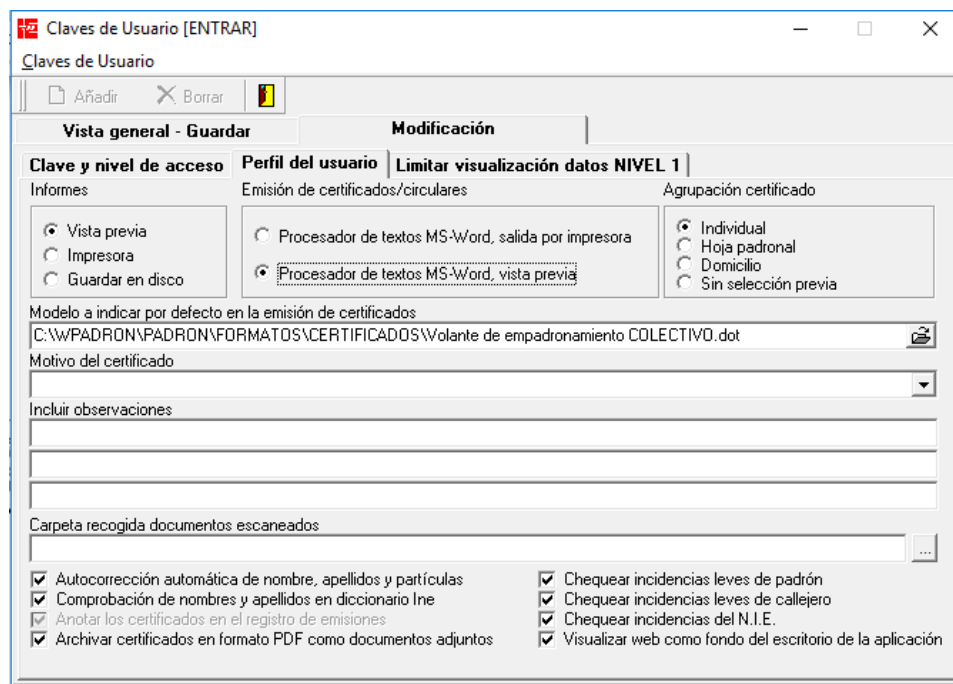 Claves de Usuario [ENTRAR]
Claves de Usuario
Añadir Borrar
Vista general - Guardar Modificación
Clave y nivel de acceso Perfil del usuario Limitar visualización datos NIVEL 1
Informes Emisión de certificados/circulares Agrupación certificado
Vista previa
Impresora
Guardar en disco
Procesador de textos MS-Word, salida por impresora
Procesador de textos MS-Word, vista previa
Individual
Hoja padronal
Domicilio
Sin selección previa
Modelo a indicar por defecto en la emisión de certificados
C:\WPADRON\PADRON\FORMATOS\CERTIFICADOS\Volante de empadronamiento COLECTIVO.dot
Motivo del certificado
Incluir observaciones
Carpeta recogida documentos escaneados
...
Autocorrección automática de nombre, apellidos y partículas
Comprobación de nombres y apellidos en diccionario Ine
Anotar los certificados en el registro de emisiones
Archivar certificados en formato PDF como documentos adjuntos
Chequear incidencias leves de padrón
Chequear incidencias leves de callejero
Chequear incidencias del N.I.E.
Visualizar web como fondo del escritorio de la aplicación